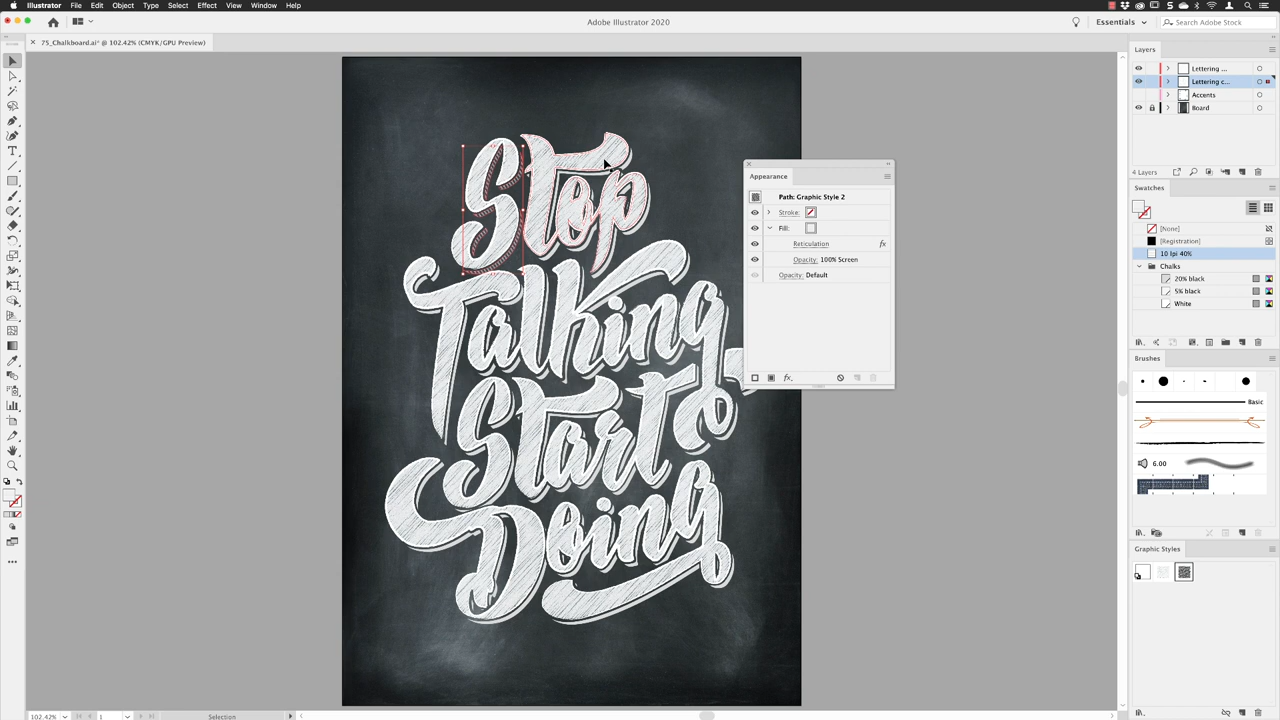 Illustrator File Edit Object Type Select Effect View Window Help
Adobe Illustrator 2020
Essentials
Search Adobe Stock
75_Chalkboard.ai* @ 102.42% (CMYK/GPU Preview)
Layers
Lettering ...
Lettering c...
Accents
Board
4 Layers
Swatches
[None]
[Registration]
10 lpi 40%
Chalks
20% black
5% black
White
Brushes
Basic
6.00
Graphic Styles
Appearance
Path: Graphic Style 2
Stroke:
Fill:
Reticulation
Opacity: 100% Screen
Opacity: Default
Stop
Talking
Start
Doing
102.42%
1
Selection